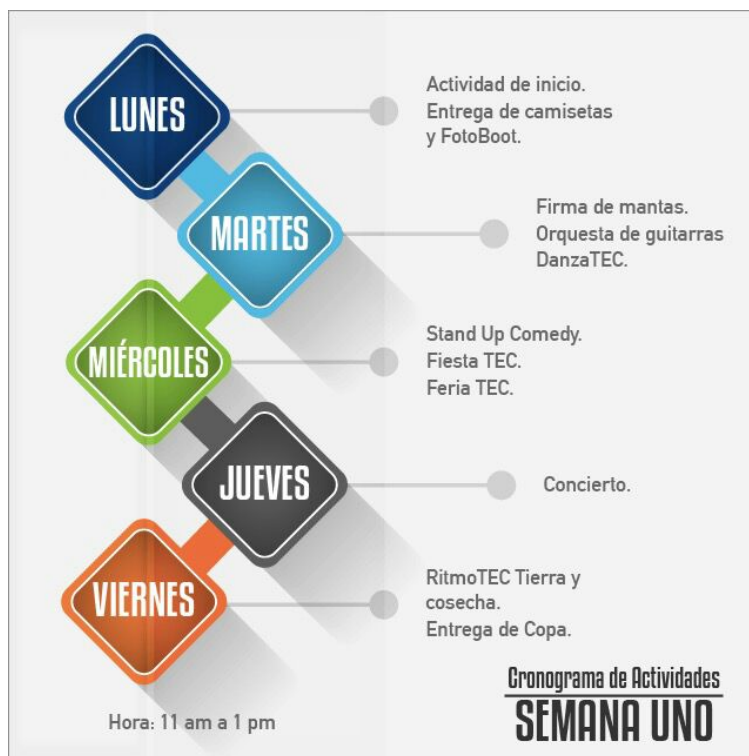 LUNES
Actividad de inicio.
Entrega de camisetas
y FotoBoot.
MARTES
Firma de mantas.
Orquesta de guitarras
DanzaTEC.
MIÉRCOLES
Stand Up Comedy.
Fiesta TEC.
Feria TEC.
JUEVES
Concierto.
VIERNES
RitmoTEC Tierra y
cosecha.
Entrega de Copa.
Hora: 11 am a 1 pm
Cronograma de Actividades
SEMANA UNO